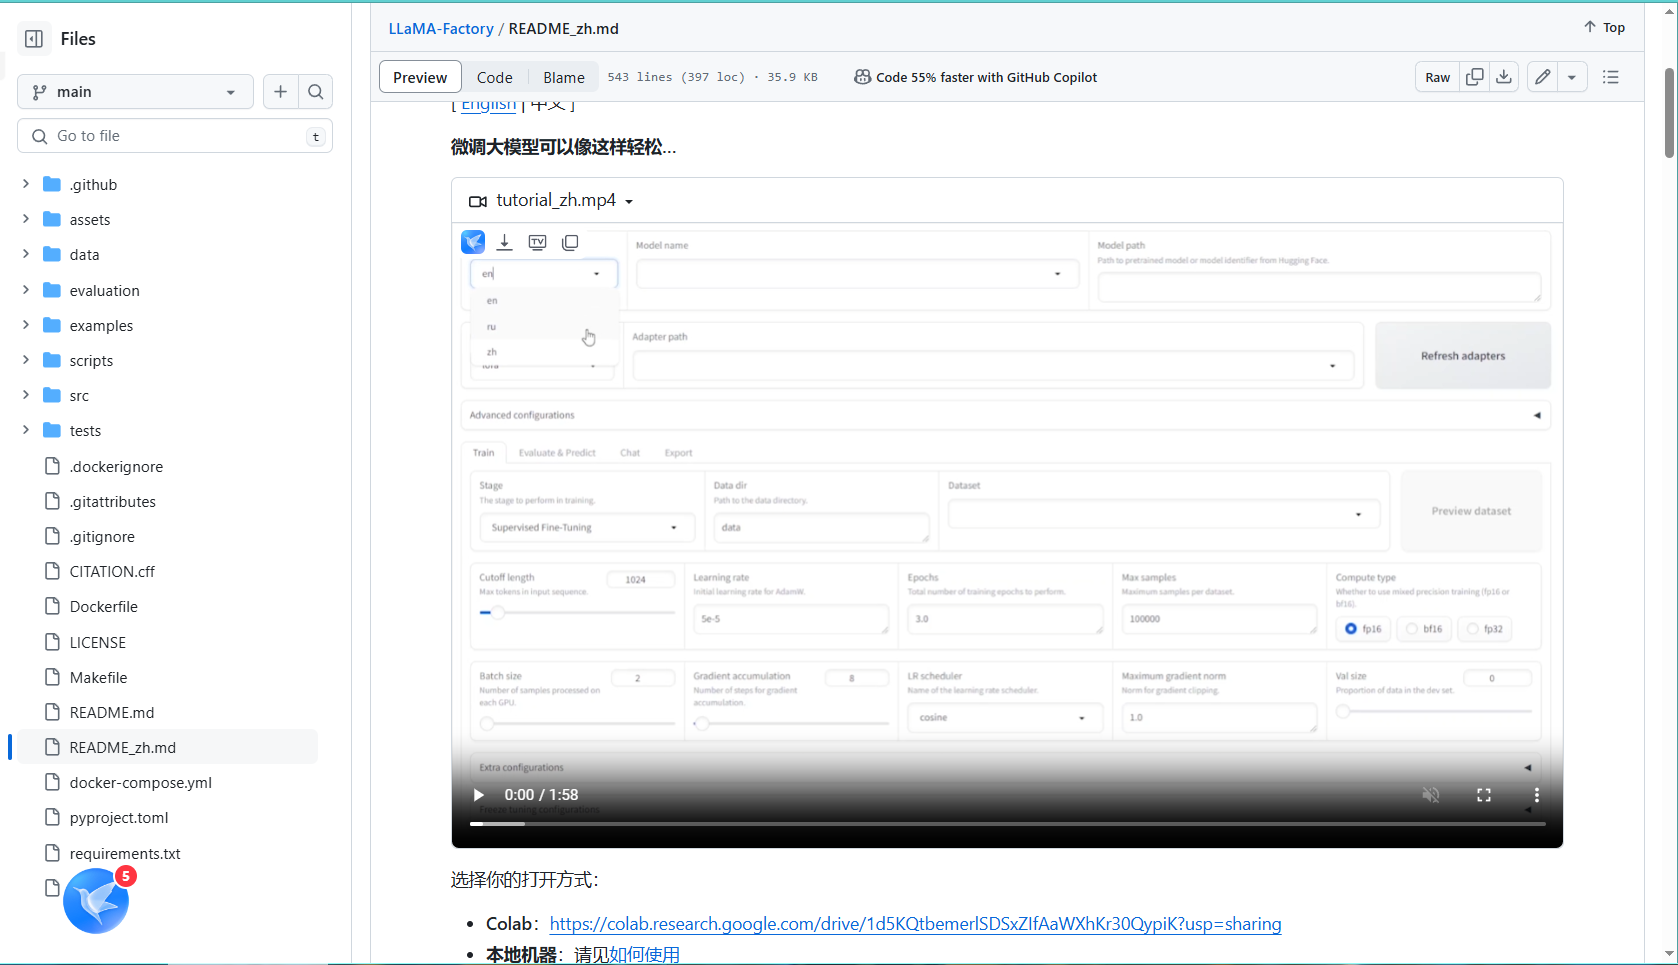 Files
LLaMA-Factory / README_zh.md
Top
Preview
Code
Blame
543 lines (397 loc) · 35.9 KB
Code 55% faster with GitHub Copilot
Raw
main
Go to file
t
.github
assets
data
evaluation
examples
scripts
src
tests
.dockerignore
.gitattributes
.gitignore
CITATION.cff
Dockerfile
LICENSE
Makefile
README.md
README_zh.md
docker-compose.yml
pyproject.toml
requirements.txt
5
[ English | 中文 ]
微调大模型可以像这样轻松...
tutorial_zh.mp4
TV
en
en
ru
zh
lora
Model name
Model path
Path to pretrained model or model identifier from Hugging Face.
Adapter path
Refresh adapters
Advanced configurations
Train
Evaluate & Predict
Chat
Export
Stage
The stage to perform in training.
Supervised Fine-Tuning
Data dir
Path to the data directory.
data
Dataset
Preview dataset
Cutoff length
1024
Max tokens in input sequence.
Learning rate
Initial learning rate for AdamW.
5e-5
Epochs
Total number of training epochs to perform.
3.0
Max samples
Maximum samples per dataset.
100000
Compute type
Whether to use mixed precision training (fp16 or
bf16).
fp16
bf16
fp32
Batch size
2
Number of samples processed on
each GPU.
Gradient accumulation
8
Number of steps for gradient
accumulation.
LR scheduler
Name of the learning rate scheduler.
cosine
Maximum gradient norm
Norm for gradient clipping.
1.0
Val size
0
Proportion of data in the dev set.
Extra configurations
0:00 / 1:58
Freeze tuning configurations
选择你的打开方式：
Colab：https://colab.research.google.com/drive/1d5KQtbemerlSDSxZIfAaWXhKr30QypiK?usp=sharing
本地机器：请见如何使用